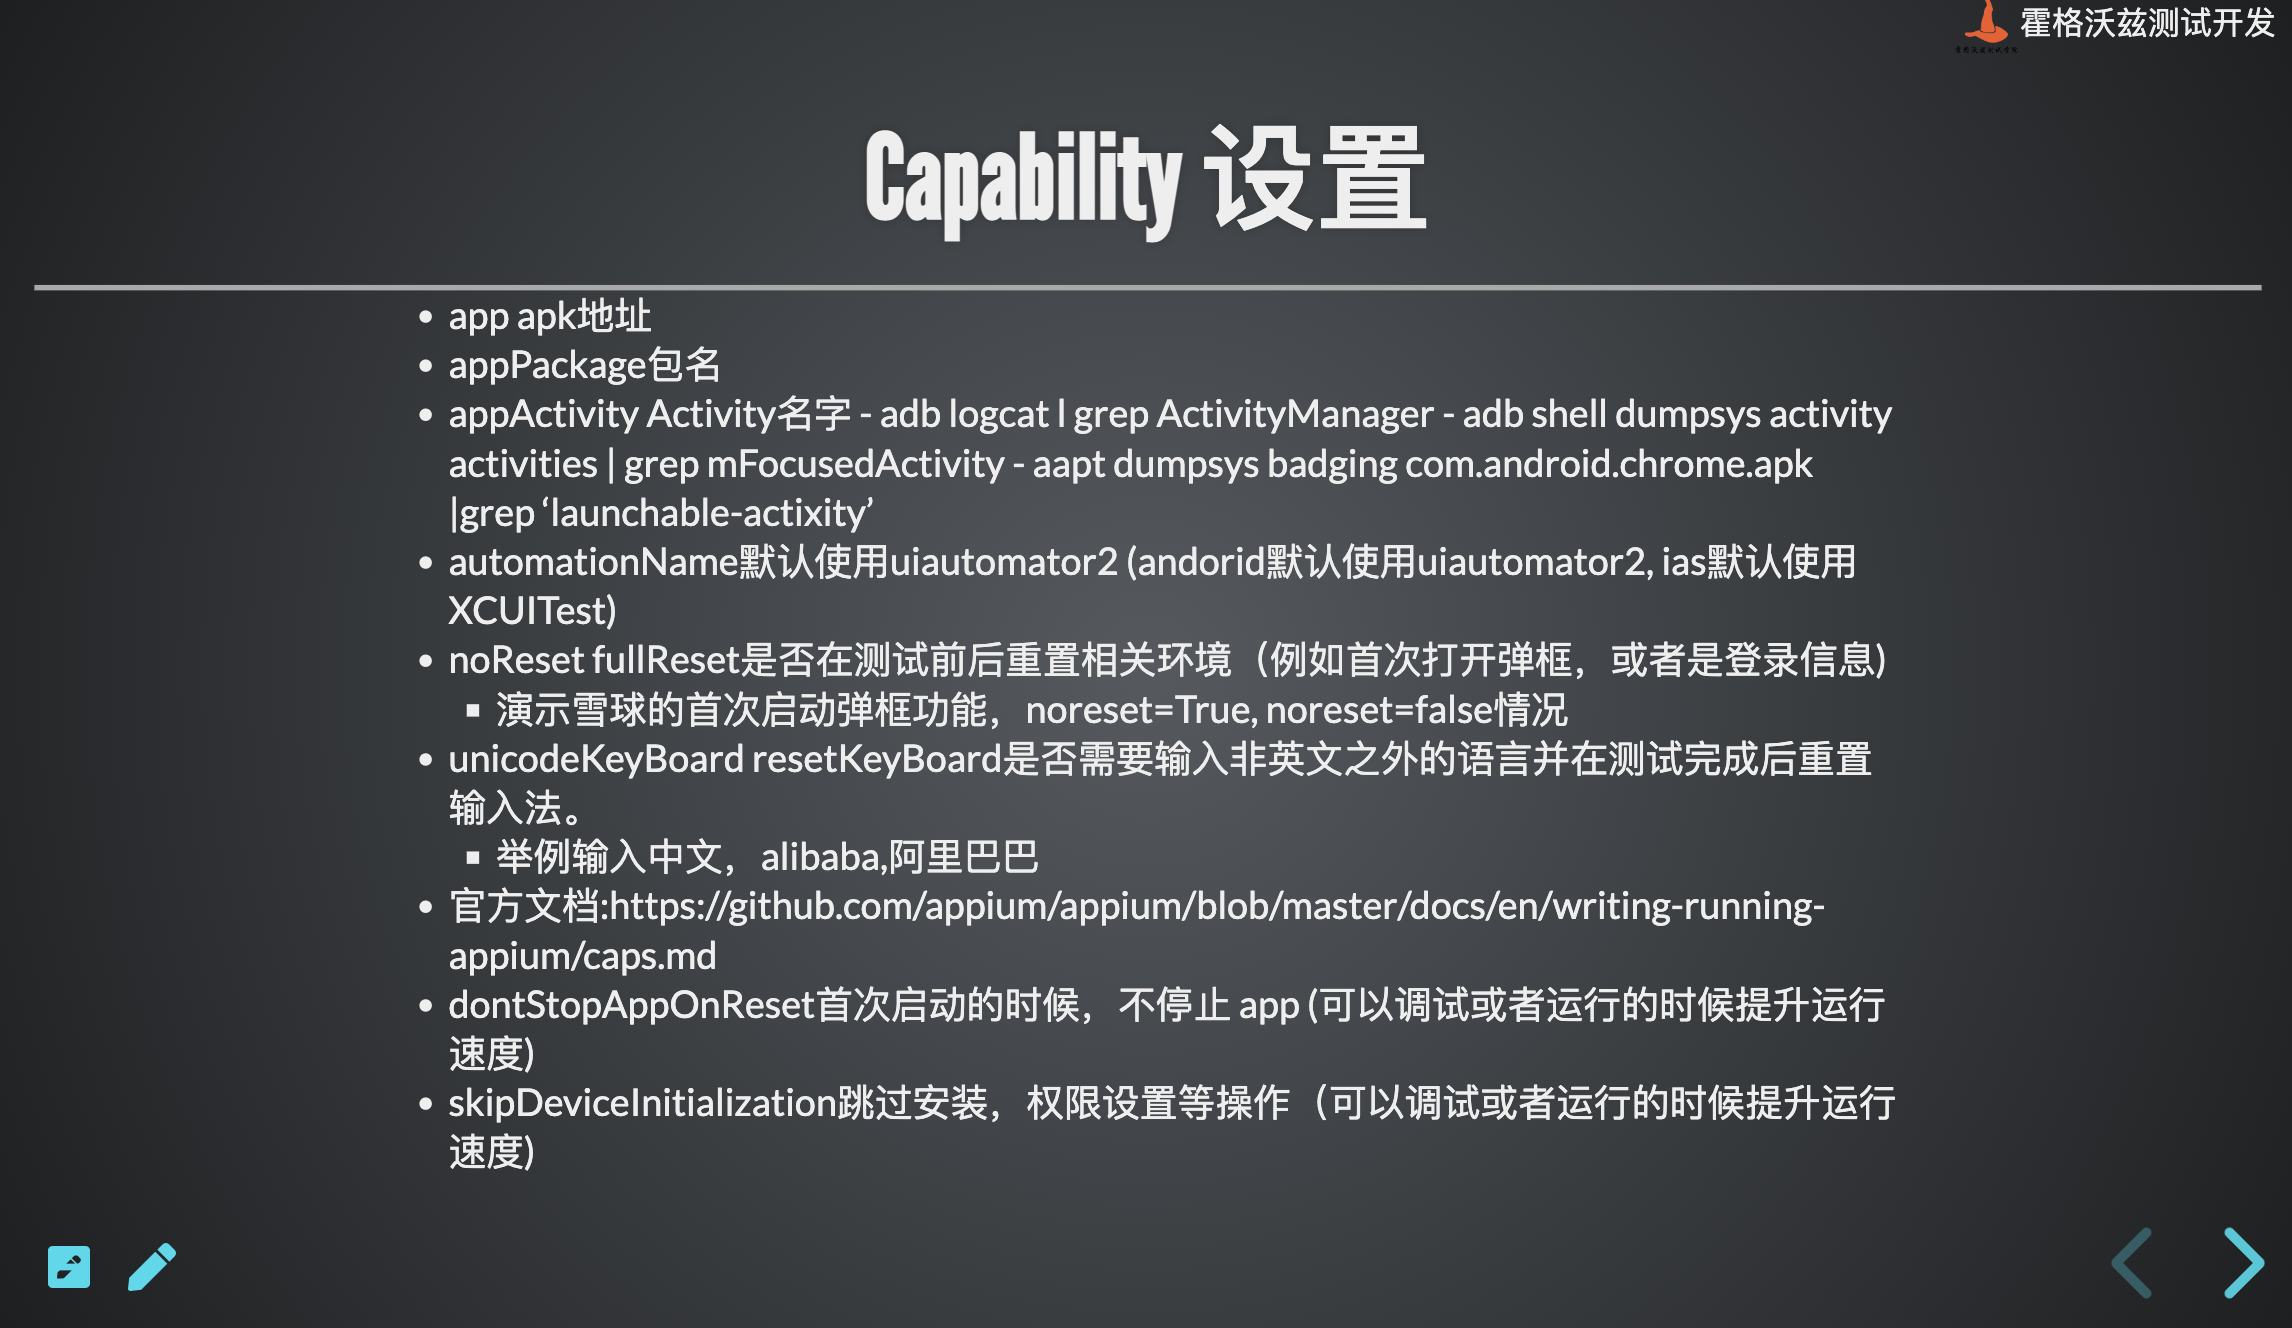 霍格沃兹测试开发
Capability 设置
app apk地址
appPackage包名
appActivity Activity名字 - adb logcat l grep ActivityManager - adb shell dumpsys activity
activities | grep mFocusedActivity - aapt dumpsys badging com.android.chrome.apk
|grep ‘launchable-actixity’
automationName默认使用uiautomator2 (andorid默认使用uiautomator2, ias默认使用
XCUITest)
noReset fullReset是否在测试前后重置相关环境（例如首次打开弹框，或者是登录信息)
演示雪球的首次启动弹框功能，noreset=True, noreset=false情况
unicodeKeyBoard resetKeyBoard是否需要输入非英文之外的语言并在测试完成后重置
输入法。
举例输入中文，alibaba,阿里巴巴
官方文档:https://github.com/appium/appium/blob/master/docs/en/writing-running-
appium/caps.md
dontStopAppOnReset首次启动的时候，不停止 app (可以调试或者运行的时候提升运行
速度)
skipDeviceInitialization跳过安装，权限设置等操作（可以调试或者运行的时候提升运行
速度)